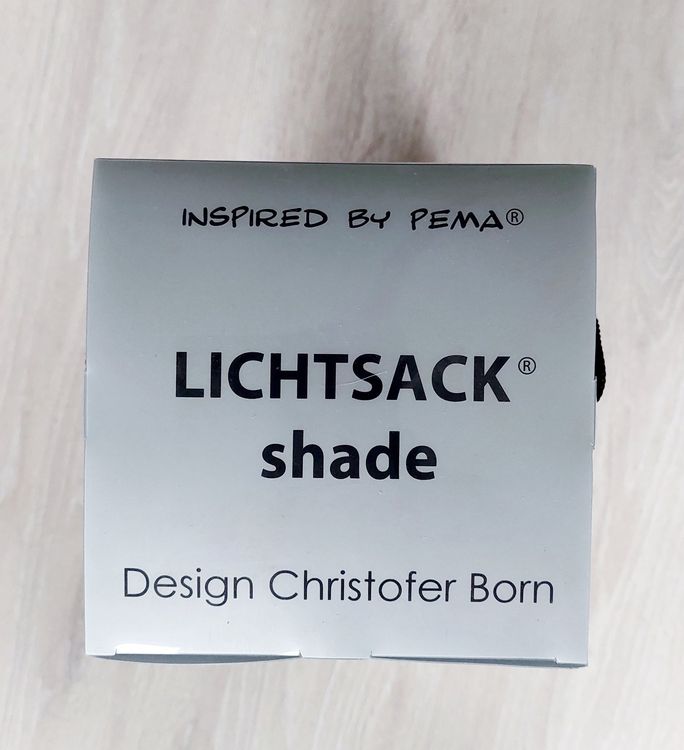 INSPIRED BY PEMA®
LICHTSACK®
shade
Design Christofer Born